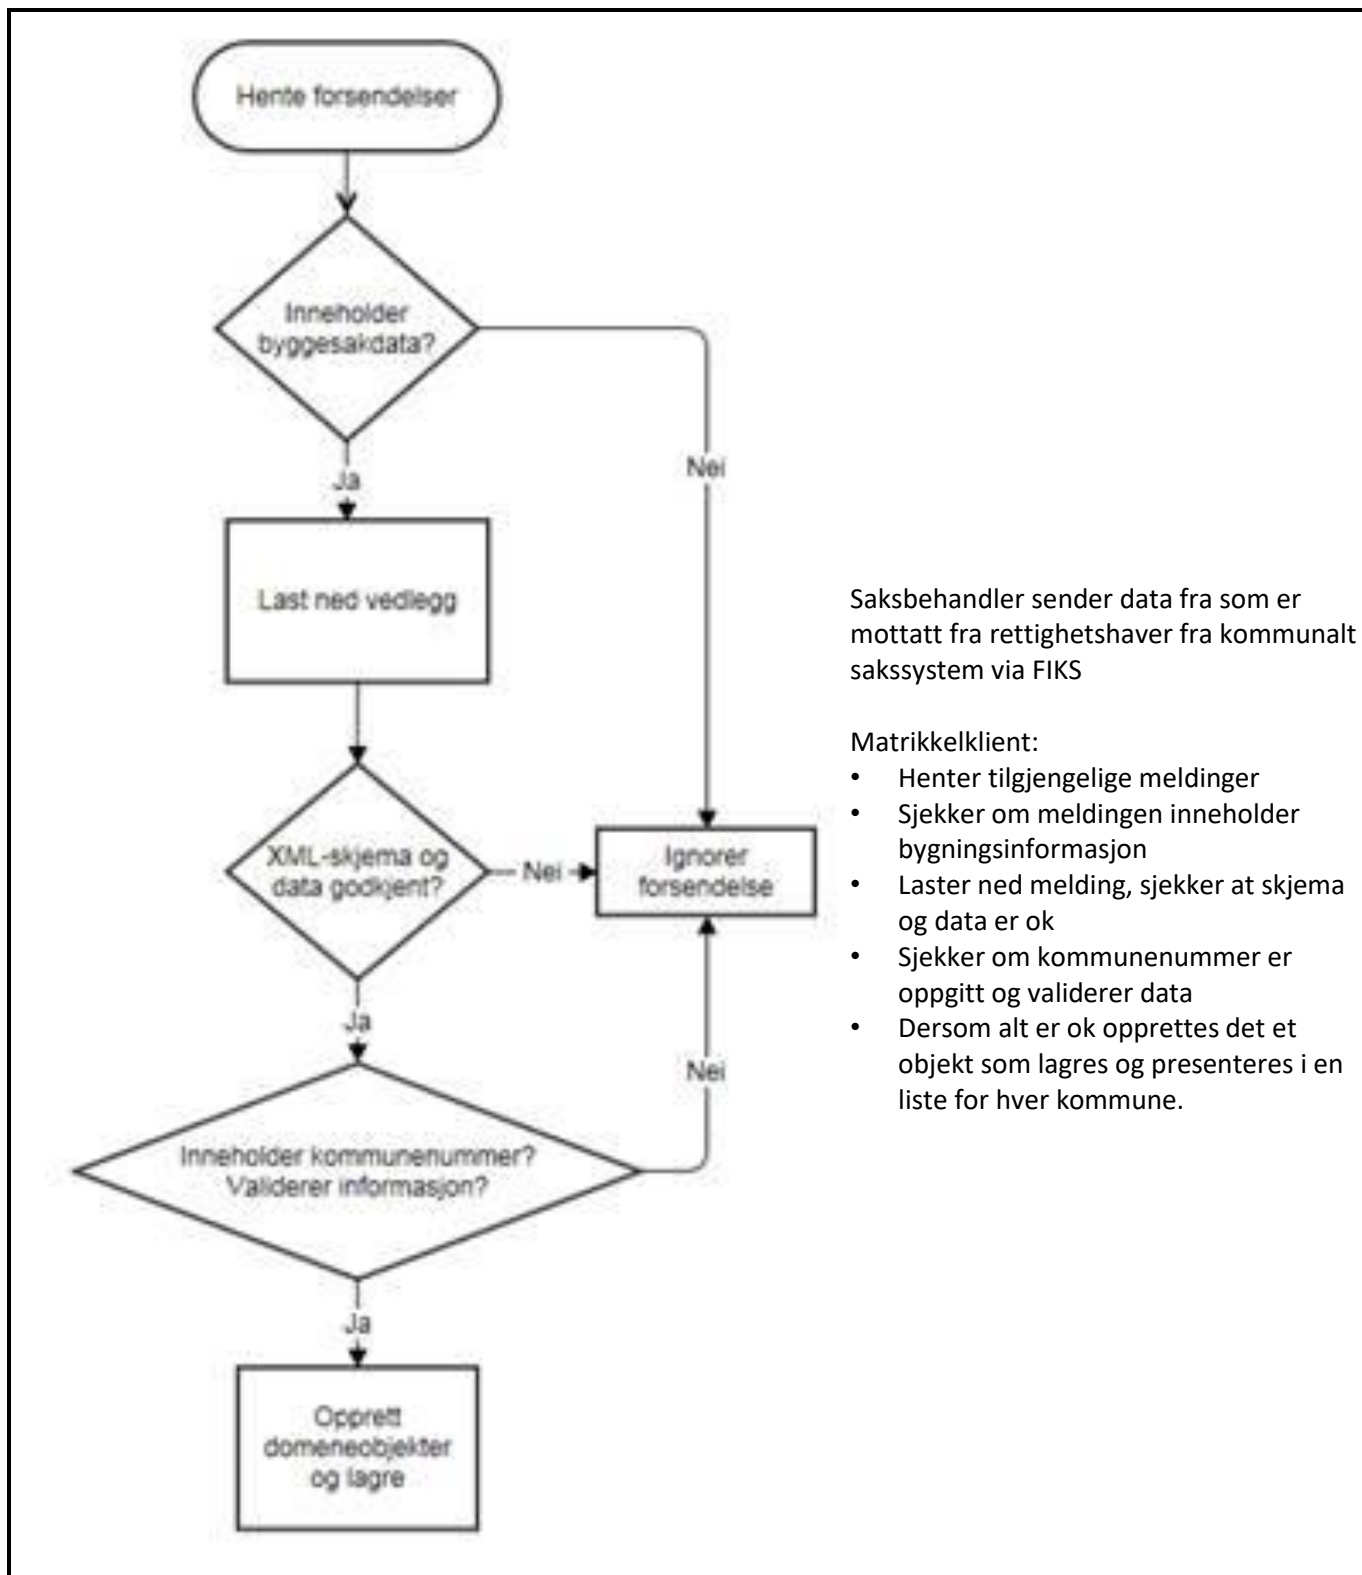 Hente forsendelser
Inneholder
byggesakdata?
Nei
Ja
Last ned vedlegg
XML-skjema og
data godkjent?
Nei
Ignorer
forsendelse
Ja
Nei
Inneholder kommunenummer?
Validerer informasjon?
Ja
Opprett
domeneobjekter
og lagre
Saksbehandler sender data fra som er
mottatt fra rettighetshaver fra kommunalt
sakssystem via FIKS
Matrikkelklient:
• Henter tilgjengelige meldinger
• Sjekker om meldingen inneholder
bygningsinformasjon
• Laster ned melding, sjekker at skjema
og data er ok
• Sjekker om kommunenummer er
oppgitt og validerer data
• Dersom alt er ok opprettes det et
objekt som lagres og presenteres i en
liste for hver kommune.